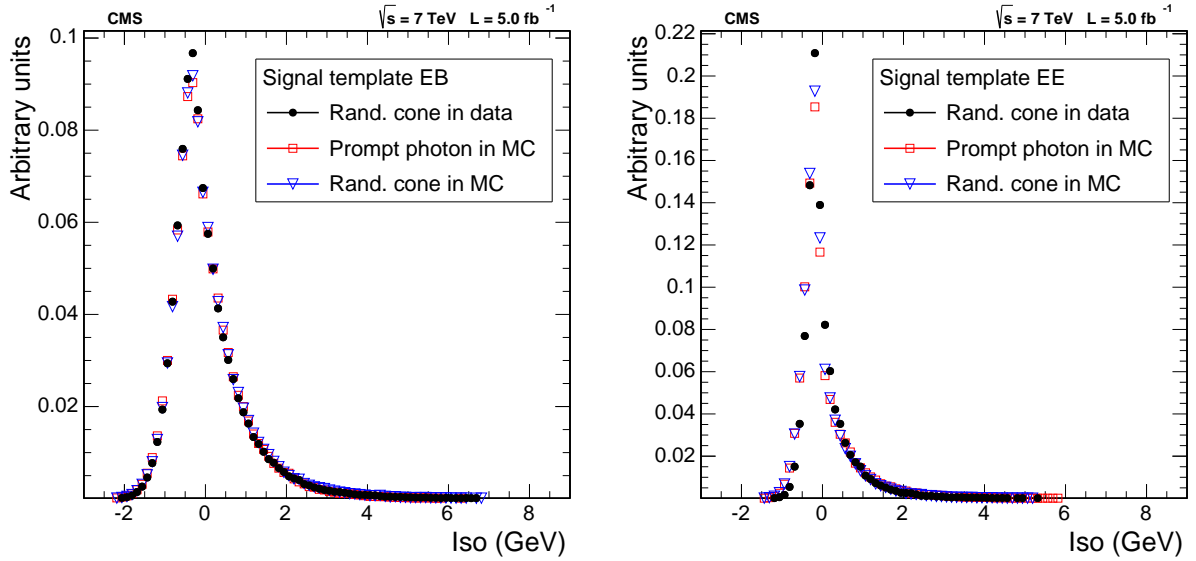 CMS
√s = 7 TeV L = 5.0 fb⁻¹
Arbitrary units
0.1
0.08
0.06
0.04
0.02
Signal template EB
Rand. cone in data
Prompt photon in MC
Rand. cone in MC
-2 0 2 4 6 8
Iso (GeV)
CMS
√s = 7 TeV L = 5.0 fb⁻¹
Arbitrary units
0.22
0.2
0.18
0.16
0.14
0.12
0.1
0.08
0.06
0.04
0.02
Signal template EE
Rand. cone in data
Prompt photon in MC
Rand. cone in MC
-2 0 2 4 6 8
Iso (GeV)